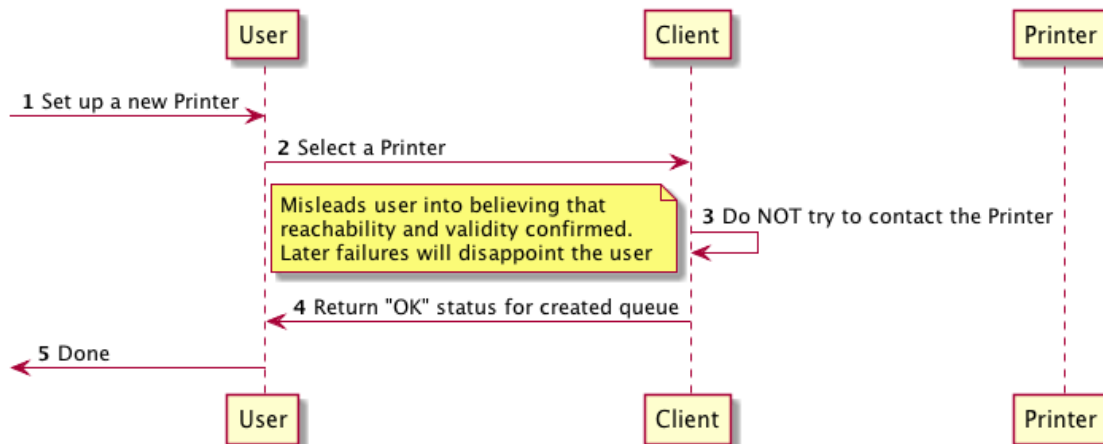 User
Client
Printer
1 Set up a new Printer
2 Select a Printer
Misleads user into believing that
reachability and validity confirmed.
Later failures will disappoint the user
3 Do NOT try to contact the Printer
4 Return "OK" status for created queue
5 Done
User
Client
Printer